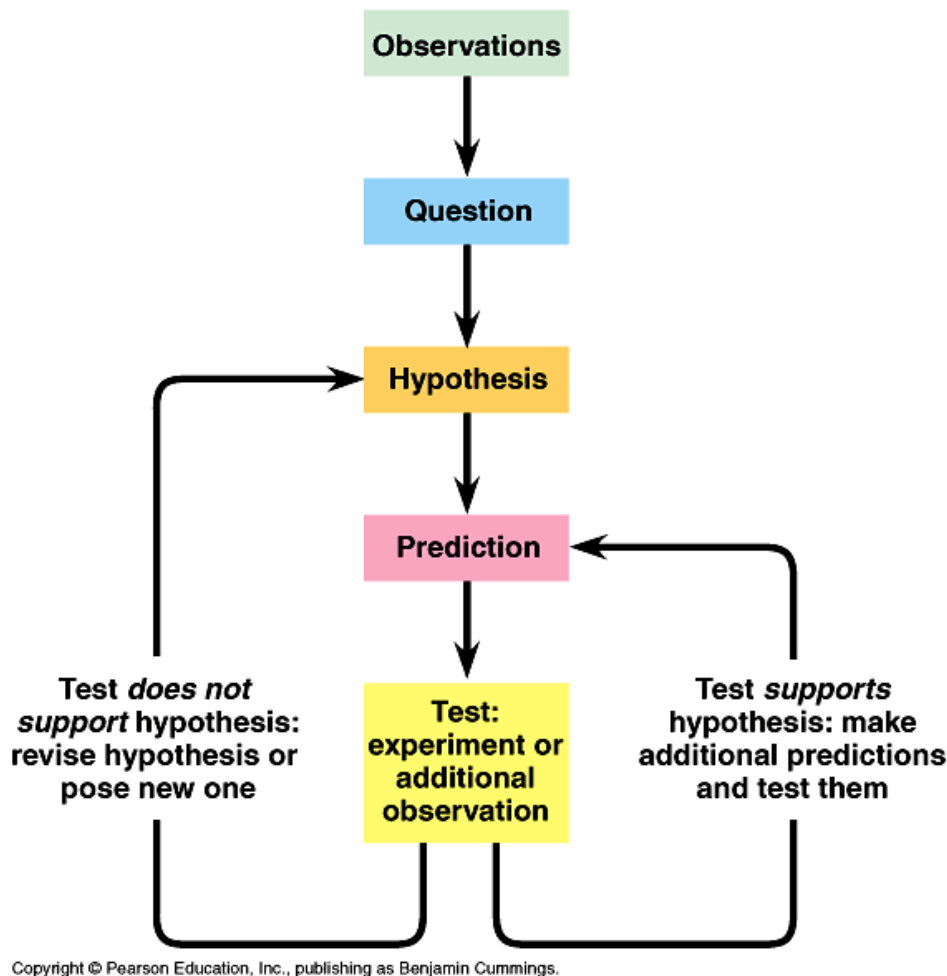 Observations
Question
Hypothesis
Prediction
Test does not
support hypothesis:
revise hypothesis or
pose new one
Test:
experiment or
additional
observation
Test supports
hypothesis: make
additional predictions
and test them
Copyright © Pearson Education, Inc., publishing as Benjamin Cummings.